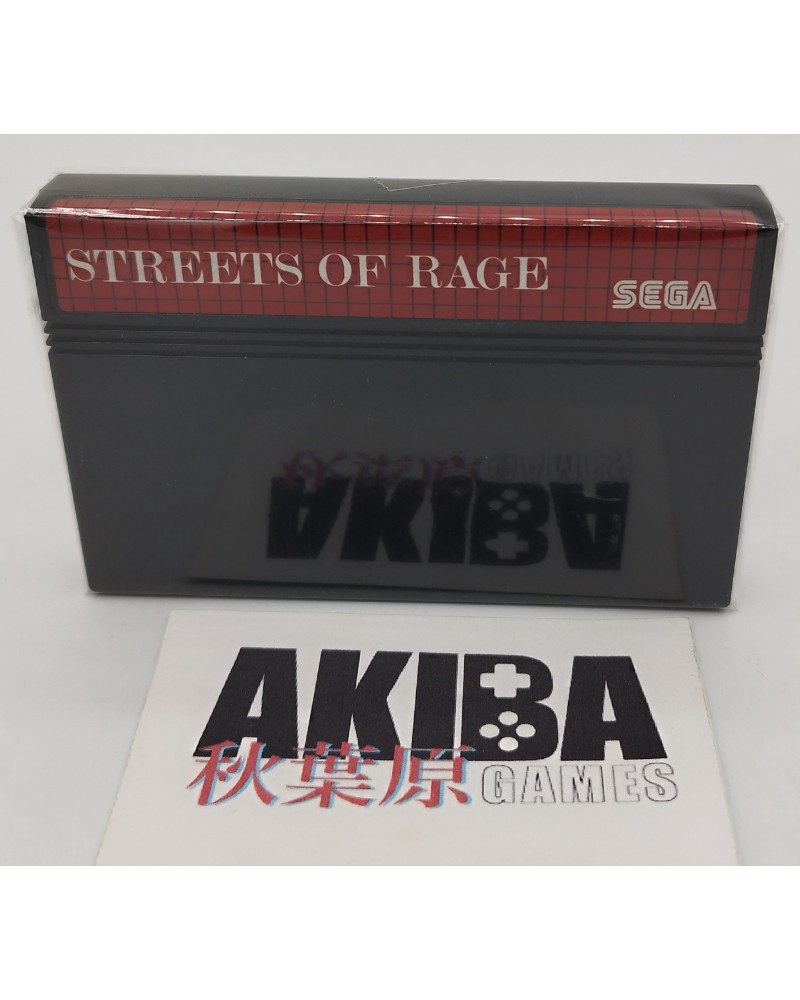 STREETS OF RAGE
SEGA
AKIBA
秋葉原 GAMES